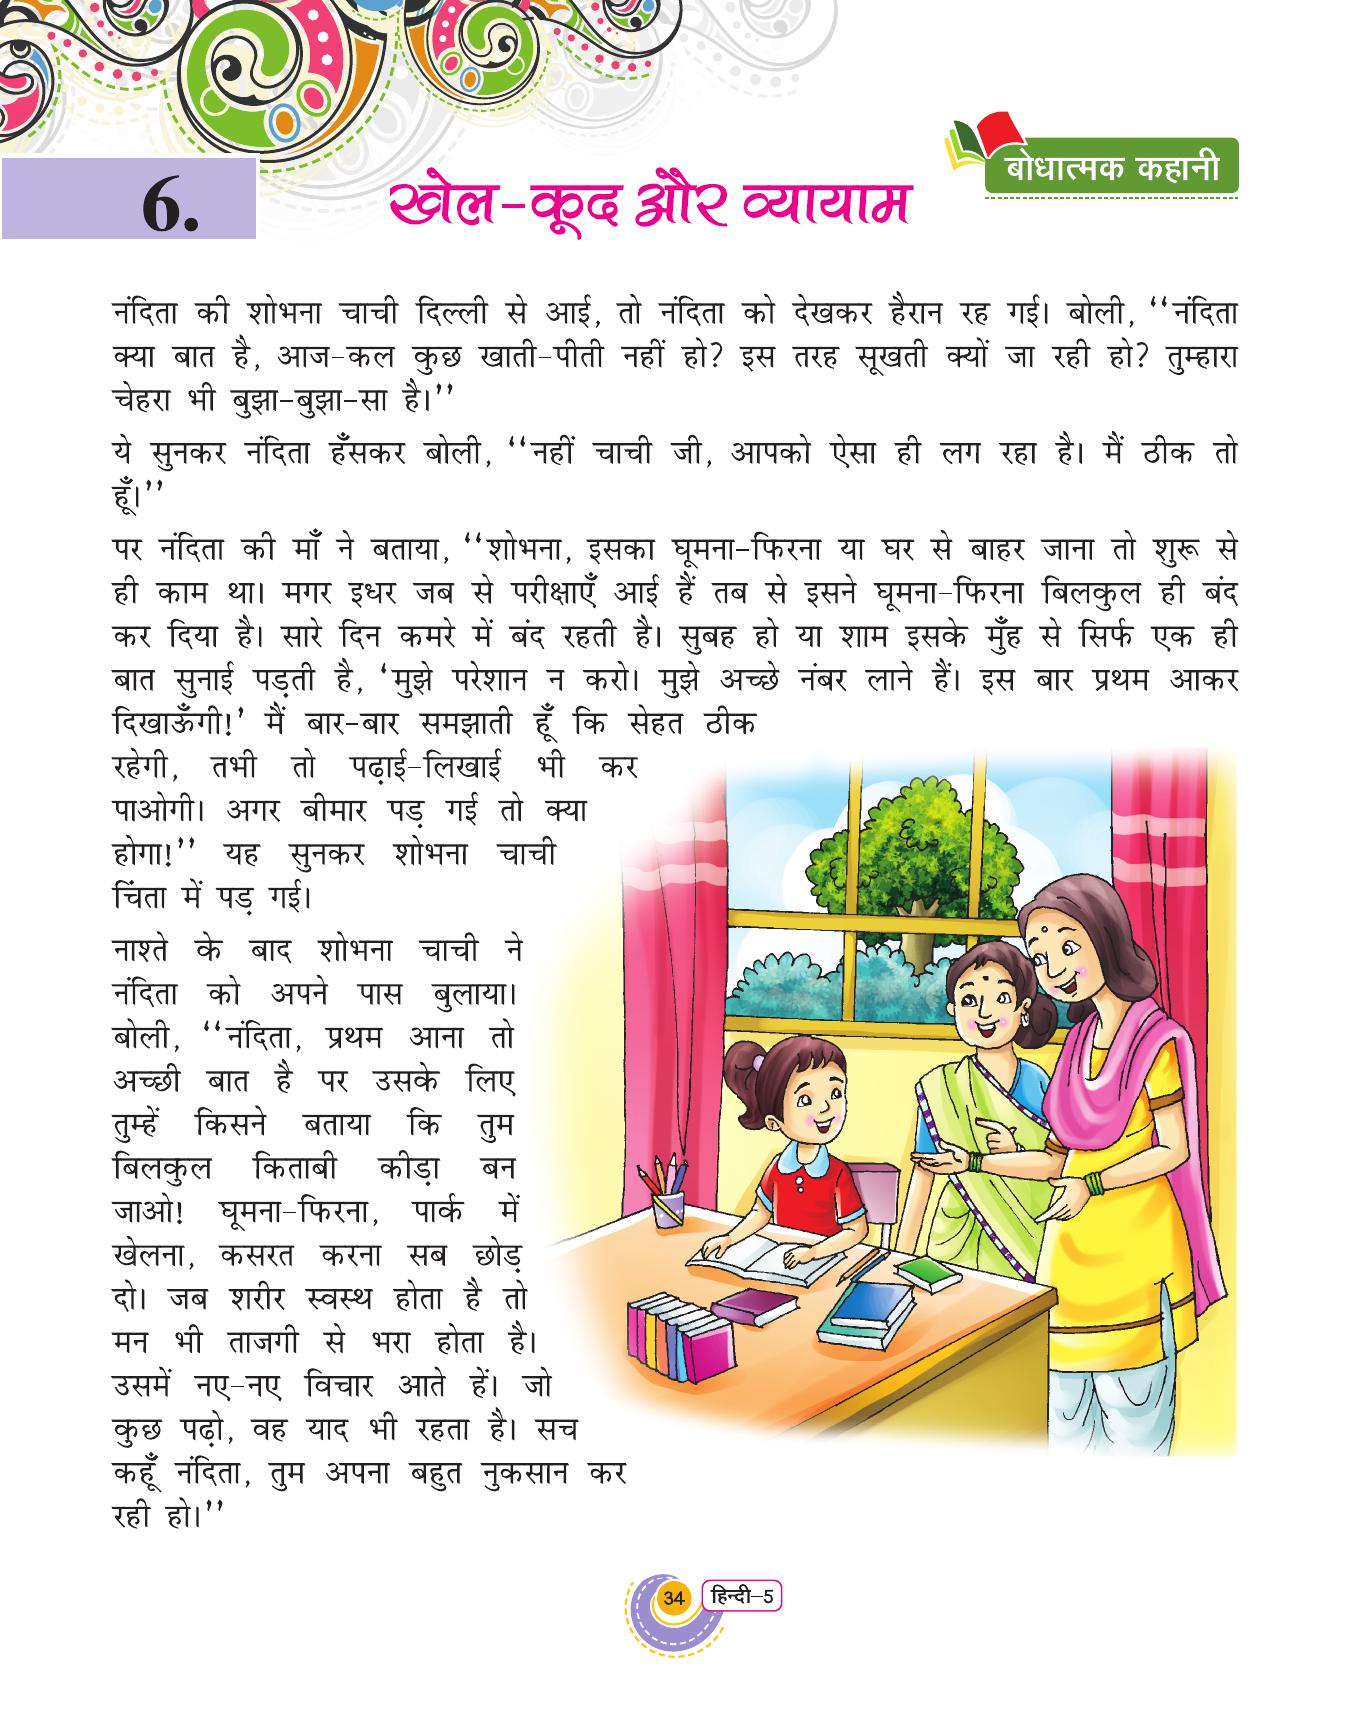 बोधात्मक कहानी
6.
खेल-कूद और व्यायाम
नंदिता की शोभना चाची दिल्ली से आई, तो नंदिता को देखकर हैरान रह गई। बोली, ‘‘नंदिता
क्या बात है, आज-कल कुछ खाती-पीती नहीं हो? इस तरह सूखती क्यों जा रही हो? तुम्हारा
चेहरा भी बुझा-बुझा-सा है।’’
ये सुनकर नंदिता हँसकर बोली, ‘‘नहीं चाची जी, आपको ऐसा ही लग रहा है। मैं ठीक तो
हूँ।’’
पर नंदिता की माँ ने बताया, ‘‘शोभना, इसका घूमना-फिरना या घर से बाहर जाना तो शुरू से
ही काम था। मगर इधर जब से परीक्षाएँ आई हैं तब से इसने घूमना-फिरना बिलकुल ही बंद
कर दिया है। सारे दिन कमरे में बंद रहती है। सुबह हो या शाम इसके मुँह से सिर्फ एक ही
बात सुनाई पड़ती है, ‘मुझे परेशान न करो। मुझे अच्छे नंबर लाने हैं। इस बार प्रथम आकर
दिखाऊँगी!’ मैं बार-बार समझाती हूँ कि सेहत ठीक
रहेगी, तभी तो पढ़ाई-लिखाई भी कर
पाओगी। अगर बीमार पड़ गई तो क्या
होगा!’’ यह सुनकर शोभना चाची
चिंता में पड़ गई।
नाश्ते के बाद शोभना चाची ने
नंदिता को अपने पास बुलाया।
बोली, ‘‘नंदिता, प्रथम आना तो
अच्छी बात है पर उसके लिए
तुम्हें किसने बताया कि तुम
बिलकुल किताबी कीड़ा बन
जाओ! घूमना-फिरना, पार्क में
खेलना, कसरत करना सब छोड़
दो। जब शरीर स्वस्थ होता है तो
मन भी ताजगी से भरा होता है।
उसमें नए-नए विचार आते हें। जो
कुछ पढ़ो, वह याद भी रहता है। सच
कहूँ नंदिता, तुम अपना बहुत नुकसान कर
रही हो।’’
34 हिन्दी–5